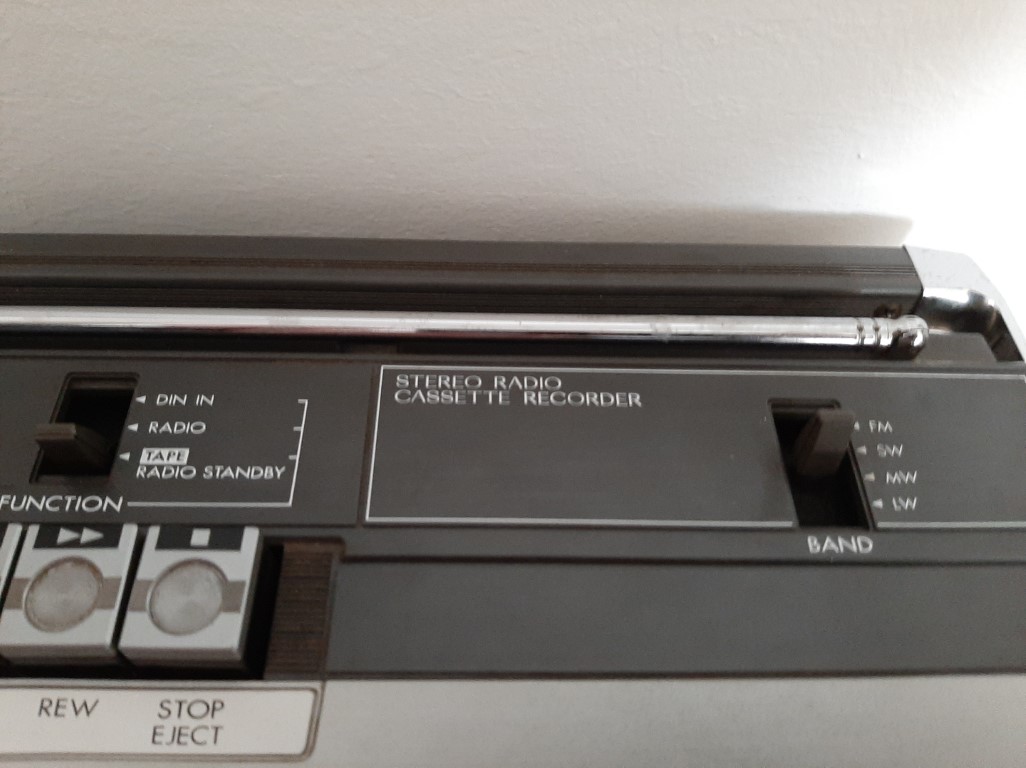 STEREO RADIO
CASSETTE RECORDER
DIN IN
RADIO
TAPE
RADIO STANDBY
FUNCTION
FM
SW
MW
LW
BAND
REW
STOP
EJECT